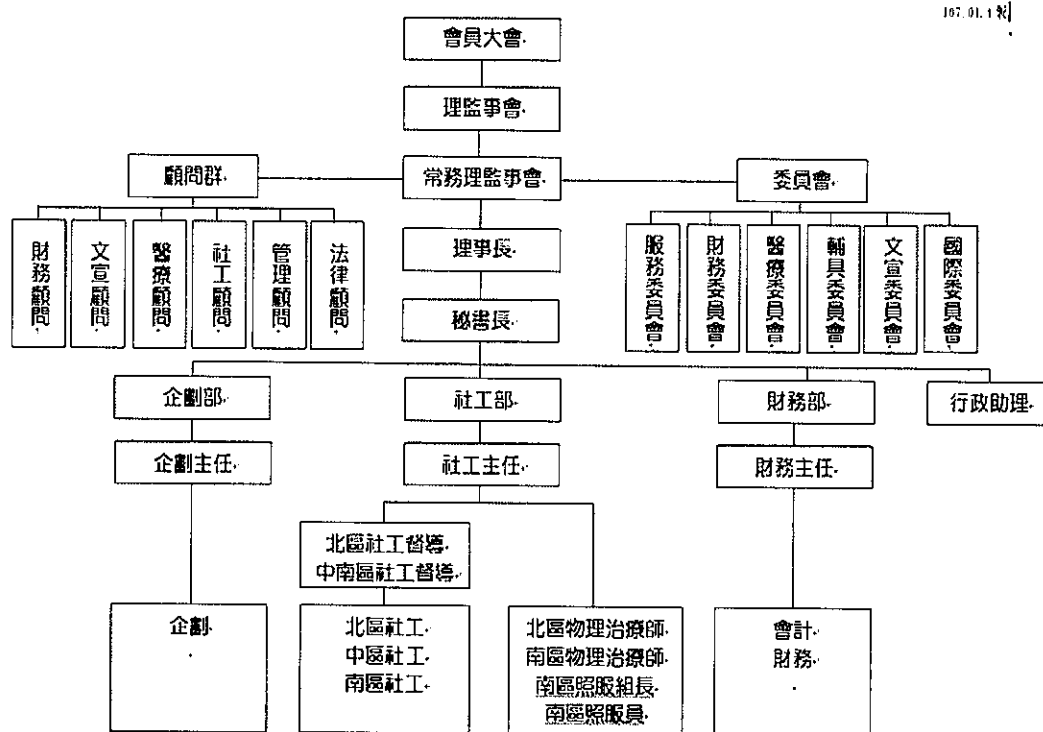 107.01.4製
會員大會
理監事會
顧問群
常務理監事會
委員會
財務顧問
文宣顧問
醫療顧問
社工顧問
管理顧問
法律顧問
理事長
秘書長
服務委員會
財務委員會
醫療委員會
輔具委員會
文宣委員會
國際委員會
企劃部
社工部
財務部
行政助理
企劃主任
社工主任
財務主任
北區社工督導
中南區社工督導
企劃
北區社工
中區社工
南區社工
北區物理治療師
南區物理治療師
南區照服組長
南區照服員
會計
財務